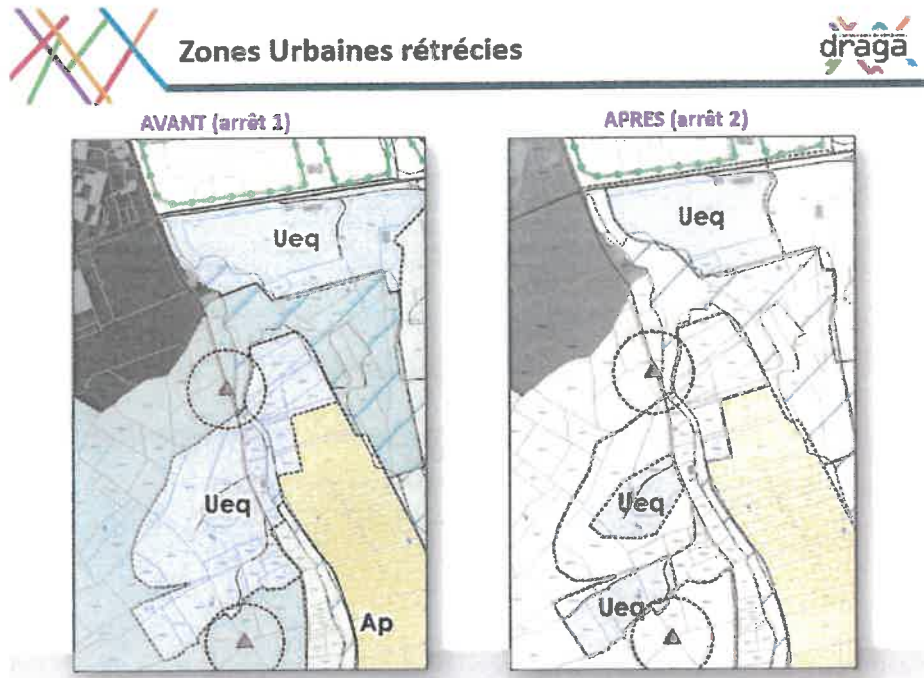 Zones Urbaines rétrécies
draga
AVANT (arrêt 1)
APRES (arrêt 2)
Ueq
Ueq
Ueq
Ueq
Ueq
Ap